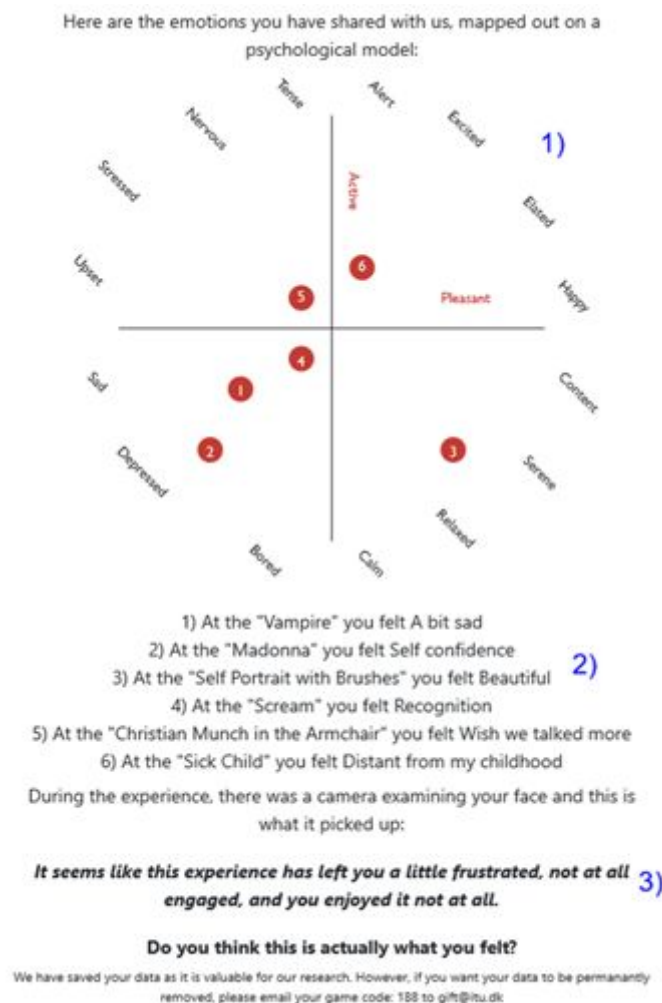 Here are the emotions you have shared with us, mapped out on a
psychological model:
Tense
Alert
Nervous
Excited
1)
Stressed
Active
Elated
Upset
6
5
Pleasant
Happy
4
Sad
1
Content
2
3
Depressed
Serene
Relaxed
Bored
Calm
1) At the "Vampire" you felt A bit sad
2) At the "Madonna" you felt Self confidence
3) At the "Self Portrait with Brushes" you felt Beautiful
2)
4) At the "Scream" you felt Recognition
5) At the "Christian Munch in the Armchair" you felt Wish we talked more
6) At the "Sick Child" you felt Distant from my childhood
During the experience, there was a camera examining your face and this is
what it picked up:
It seems like this experience has left you a little frustrated, not at all
3)
engaged, and you enjoyed it not at all.
Do you think this is actually what you felt?
We have saved your data as it is valuable for our research. However, if you want your data to be permanantly
removed, please email your game code: 188 to gift@itu.dk